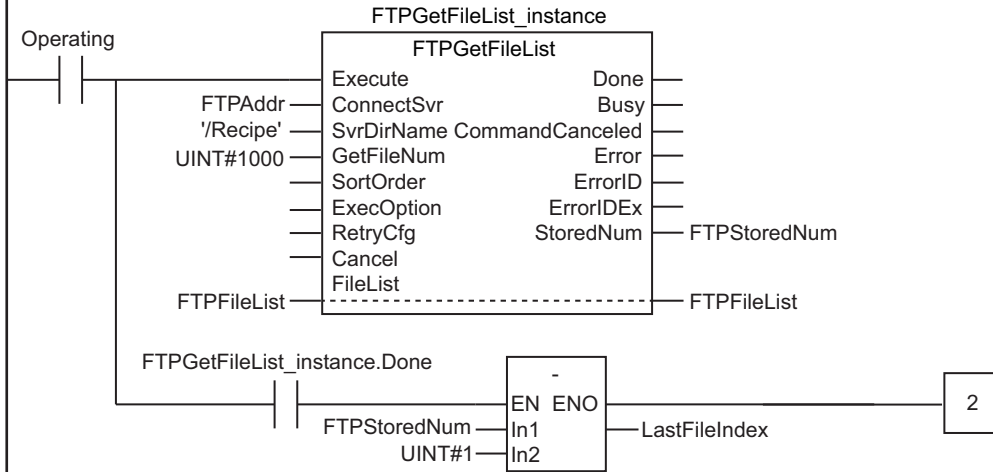 FTPGetFileList_instance
Operating
FTPGetFileList
Execute Done
FTPAddr ConnectSvr Busy
'/Recipe' SvrDirName CommandCanceled
UINT#1000 GetFileNum Error
SortOrder ErrorID
ExecOption ErrorIDEx
RetryCfg StoredNum FTPStoredNum
Cancel
FileList
FTPFileList FTPFileList
FTPGetFileList_instance.Done
-
EN ENO 2
FTPStoredNum In1 LastFileIndex
UINT#1 In2